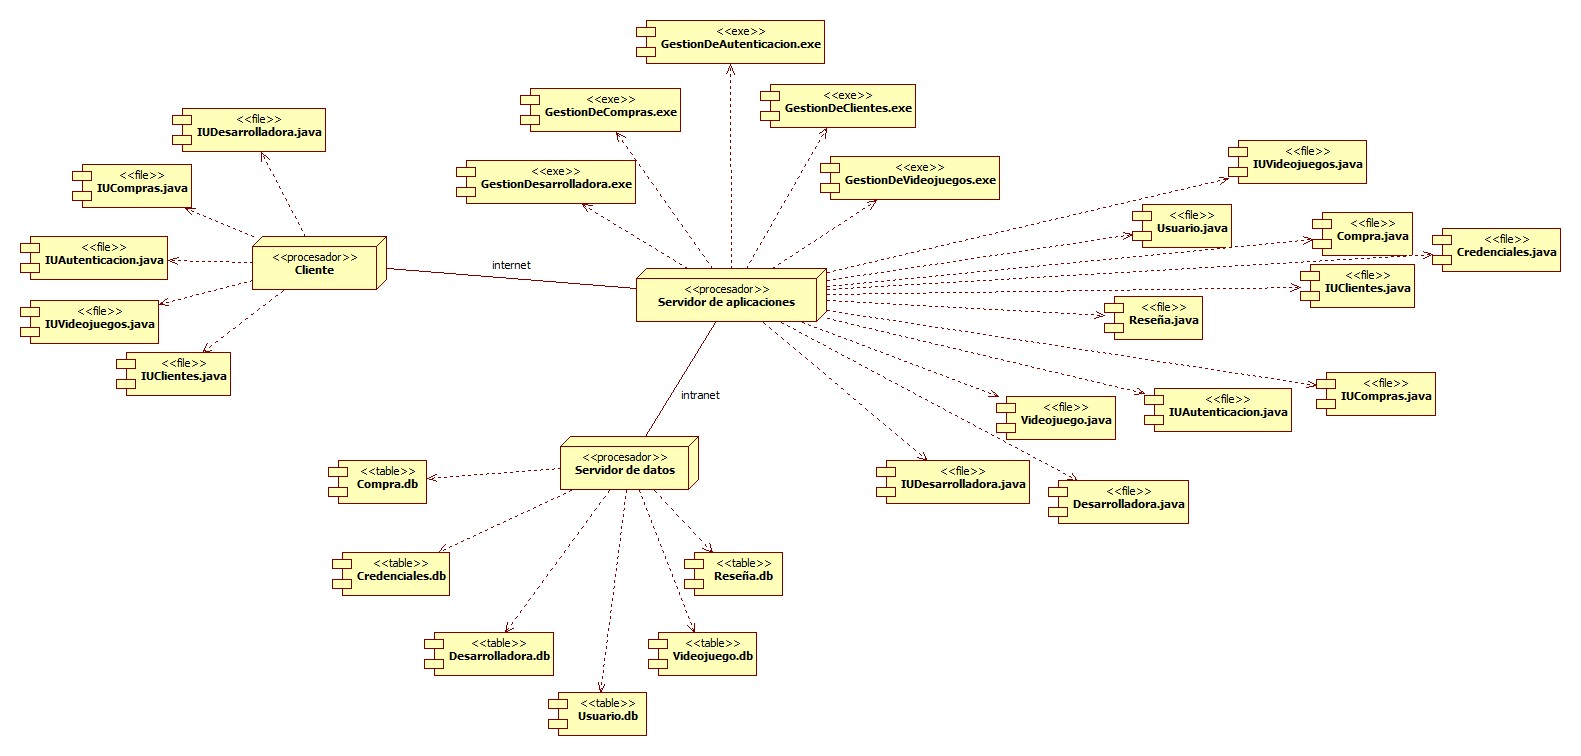 <<exe>>
GestionDeAutenticacion.exe
<<exe>>
GestionDeCompras.exe
<<exe>>
GestionDeClientes.exe
<<file>>
IUDesarrolladora.java
<<file>>
IUCompras.java
<<exe>>
GestionDesarrolladora.exe
<<exe>>
GestionDeVideojuegos.exe
<<file>>
IUVideojuegos.java
<<file>>
Usuario.java
<<file>>
Compra.java
<<file>>
Credenciales.java
<<file>>
IUAutenticacion.java
<<procesador>>
Cliente
internet
<<procesador>>
Servidor de aplicaciones
<<file>>
IUClientes.java
<<file>>
Reseña.java
<<file>>
IUVideojuegos.java
<<file>>
IUClientes.java
intranet
<<file>>
IUCompras.java
<<file>>
IUAutenticacion.java
<<file>>
Videojuego.java
<<procesador>>
Servidor de datos
<<table>>
Compra.db
<<file>>
IUDesarrolladora.java
<<file>>
Desarrolladora.java
<<table>>
Credenciales.db
<<table>>
Reseña.db
<<table>>
Desarrolladora.db
<<table>>
Videojuego.db
<<table>>
Usuario.db